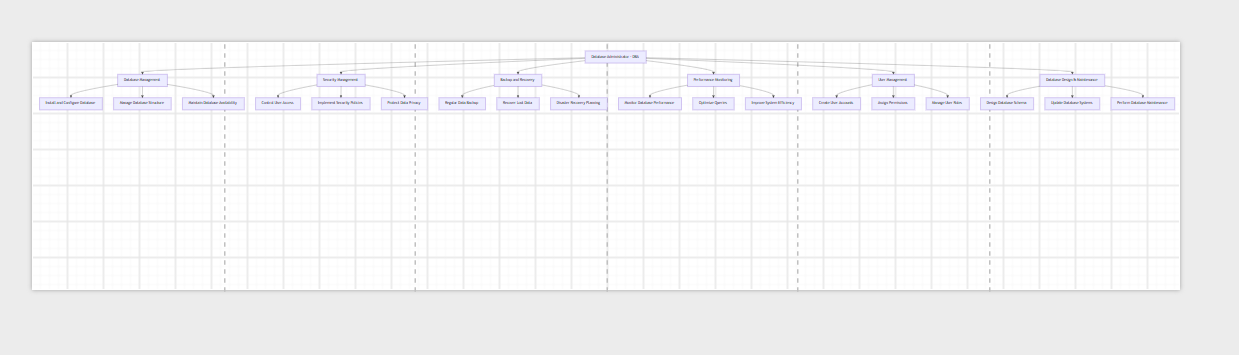 Database Administrator - DBA
Database Management
Security Management
Backup and Recovery
Performance Monitoring
User Management
Database Design & Maintenance
Install and Configure Database
Manage Database Structure
Maintain Database Availability
Control User Access
Implement Security Policies
Protect Data Privacy
Regular Data Backup
Recover Lost Data
Disaster Recovery Planning
Monitor Database Performance
Optimize Queries
Improve System Efficiency
Create User Accounts
Assign Permissions
Manage User Roles
Design Database Schema
Update Database Systems
Perform Database Maintenance